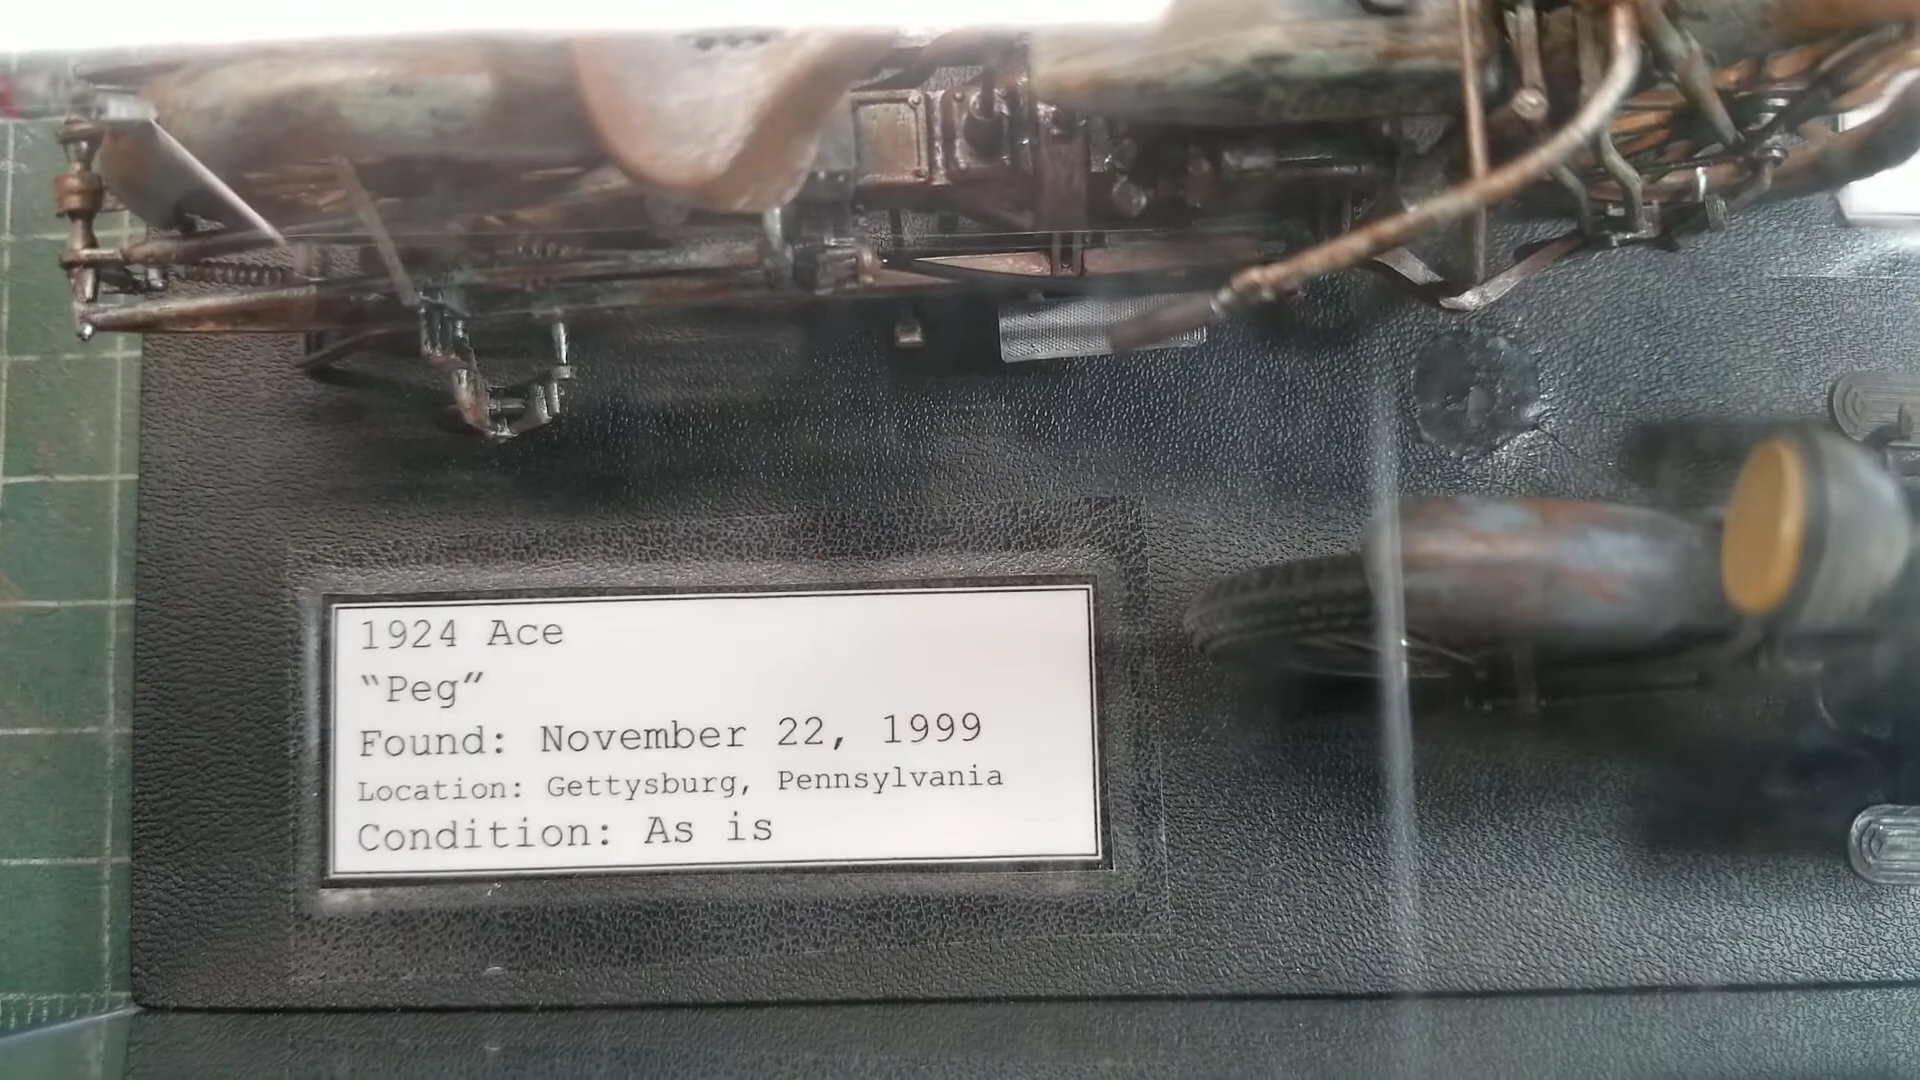 1924 Ace
“Peg”
Found: November 22, 1999
Location: Gettysburg, Pennsylvania
Condition: As is